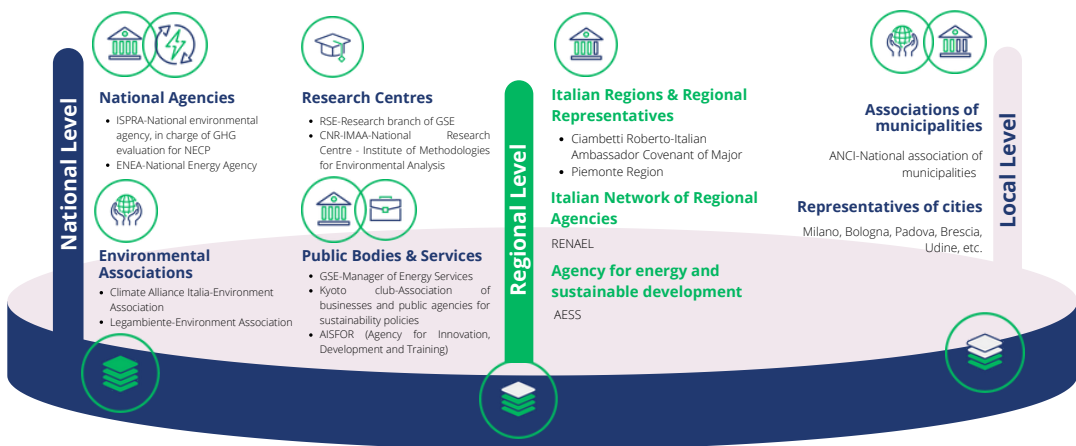 National Level
National Agencies
• ISPRA-National environmental
agency, in charge of GHG
evaluation for NECP
• ENEA-National Energy Agency
Environmental
Associations
• Climate Alliance Italia-Environment
Association
• Legambiente-Environment Association
Research Centres
• RSE-Research branch of GSE
• CNR-IMAA-National Research
Centre - Institute of Methodologies
for Environmental Analysis
Public Bodies & Services
• GSE-Manager of Energy Services
• Kyoto club-Association of
businesses and public agencies for
sustainability policies
• AISFOR (Agency for Innovation,
Development and Training)
Regional Level
Italian Regions & Regional
Representatives
• Ciambetti Roberto-Italian
Ambassador Covenant of Major
• Piemonte Region
Italian Network of Regional
Agencies
RENAEL
Agency for energy and
sustainable development
AESS
Associations of
municipalities
ANCI-National association of
municipalities
Representatives of cities
Milano, Bologna, Padova, Brescia,
Udine, etc.
Local Level